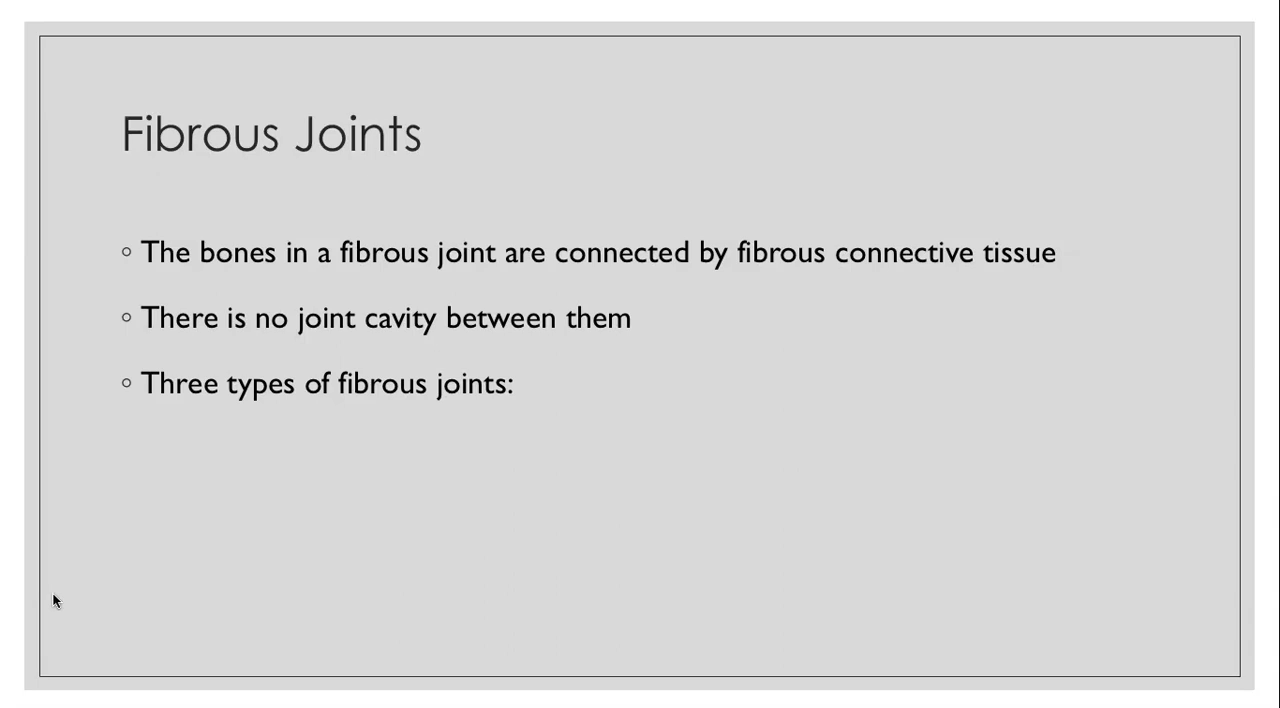 Fibrous Joints
◦ The bones in a fibrous joint are connected by fibrous connective tissue
◦ There is no joint cavity between them
◦ Three types of fibrous joints: